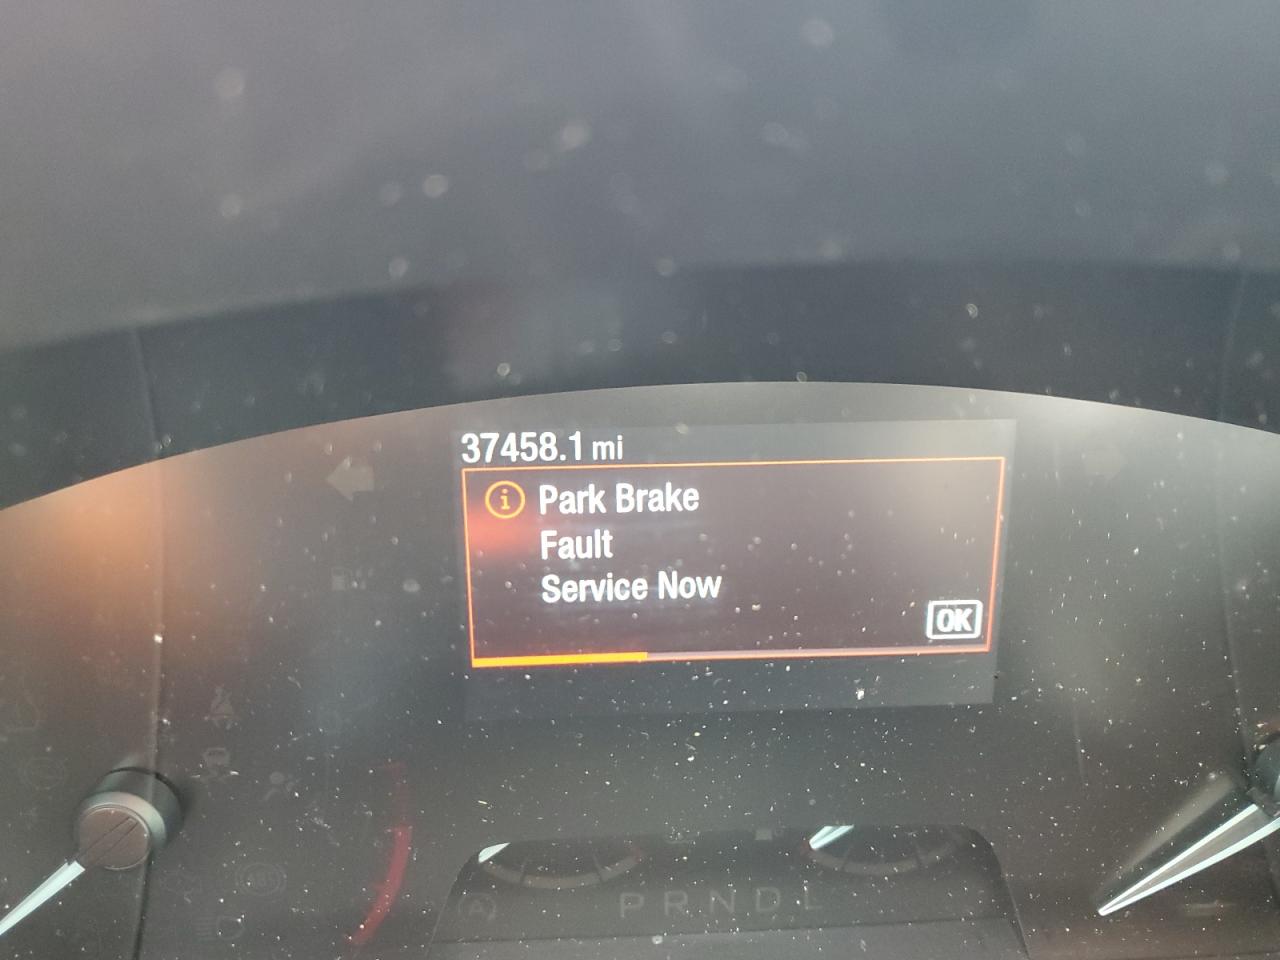 37458.1 mi
Park Brake
Fault
Service Now
OK
P R N D L